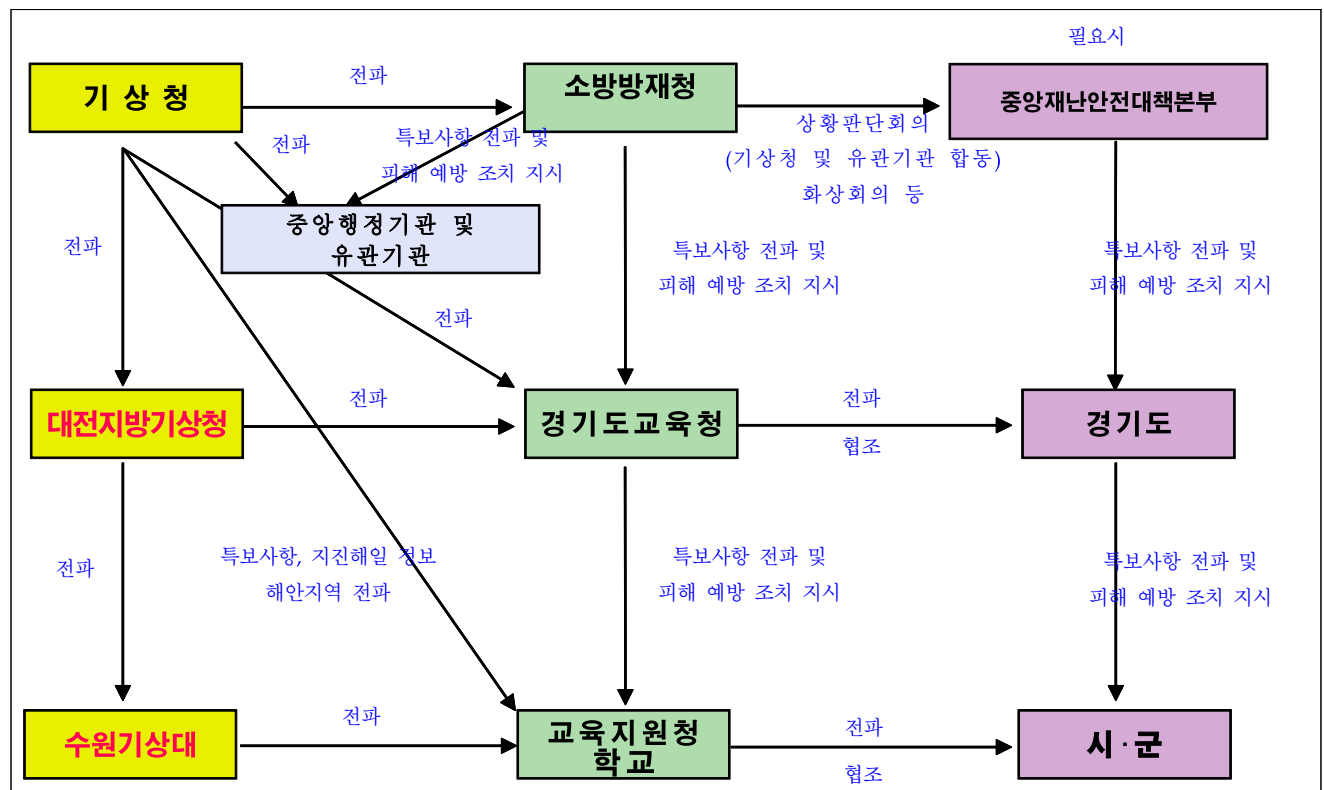 필요시
기 상 청
전파
소방방재청
중앙재난안전대책본부
전파
특보사항 전파 및
피해 예방 조치 지시
상황판단회의
(기상청 및 유관기관 합동)
화상회의 등
중앙행정기관 및
유관기관
전파
특보사항 전파 및
피해 예방 조치 지시
특보사항 전파 및
피해 예방 조치 지시
전파
대전지방기상청
전파
경기도교육청
전파
협조
경기도
전파
특보사항, 지진해일 정보
해안지역 전파
특보사항 전파 및
피해 예방 조치 지시
특보사항 전파 및
피해 예방 조치 지시
수원기상대
전파
교육지원청
학교
전파
협조
시·군